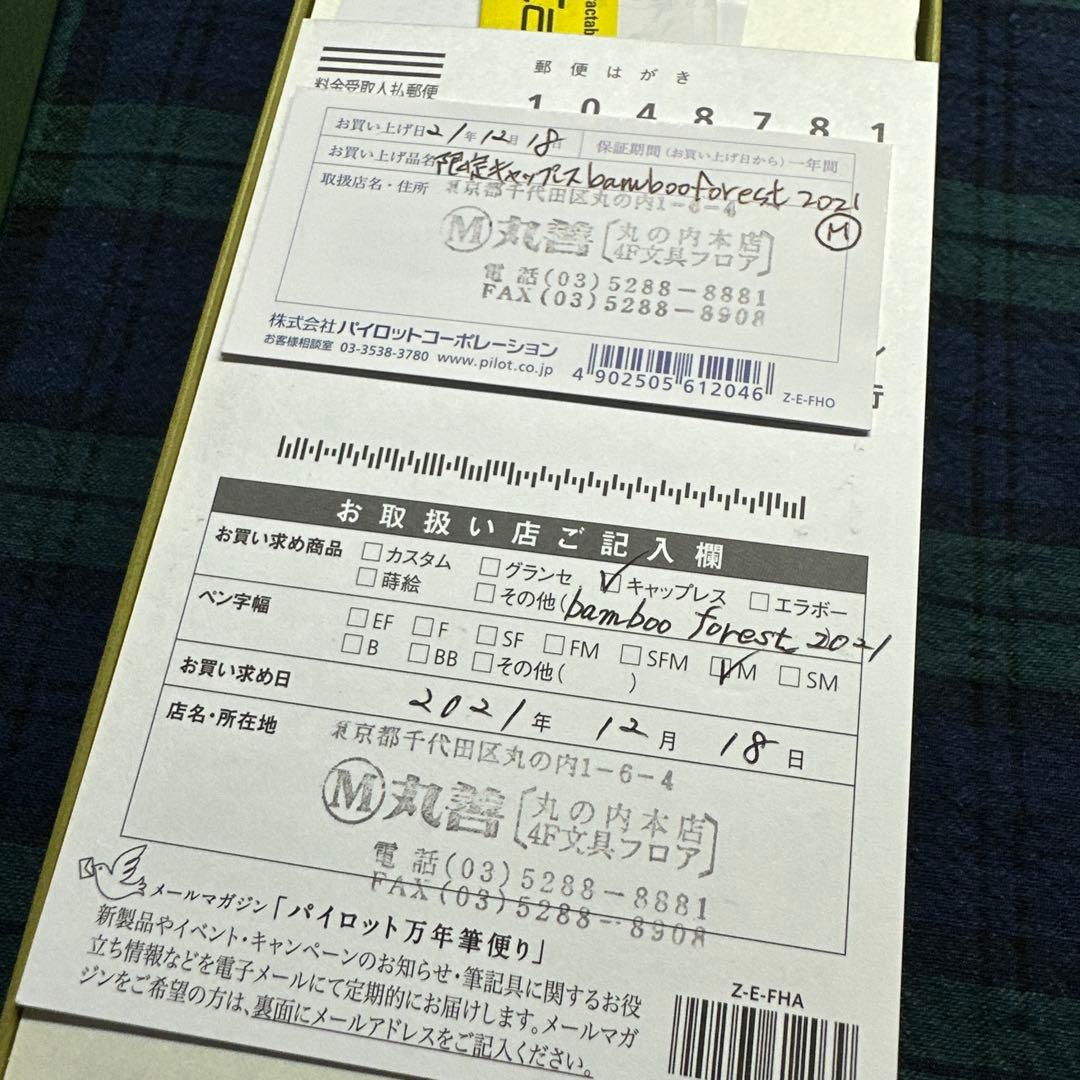 郵便はがき
料金受取人払郵便
1048781
お買い上げ日 21年12月18日 保証期間(お買い上げ日から)一年間
お買い上げ品名 限定キャップレスbamboo forest 2021
M
取扱店名・住所 東京都千代田区丸の内1-6-4
M 丸善 [丸の内本店 4F文具フロア]
電話(03)5288-8881
FAX(03)5288-8908
株式会社パイロットコーポレーション
お客様相談室 03-3538-3780 www.pilot.co.jp
4 902505 612046 Z-E-FHO
行
お取扱い店ご記入欄
お買い求め商品 □カスタム □グランセ ☑キャップレス □エラボー
□蒔絵 □その他(bamboo forest 2021
ペン字幅 □EF □F □SF □FM □SFM ☑M □SM
□B □BB □その他( )
お買い求め日 2021年 12月 18日
店名・所在地 東京都千代田区丸の内1-6-4
M 丸善 [丸の内本店 4F文具フロア]
電話(03)5288-8881
FAX(03)5288-8908
メールマガジン「パイロット万年筆便り」
新製品やイベント・キャンペーンのお知らせ・筆記具に関するお役
立ち情報などを電子メールにて定期的にお届けします。メールマガ
ジンをご希望の方は、裏面にメールアドレスをご記入ください。
Z-E-FHA